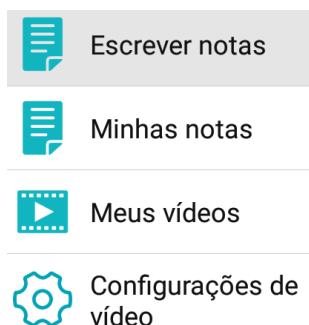 Escrever notas
Minhas notas
Meus vídeos
Configurações de
vídeo